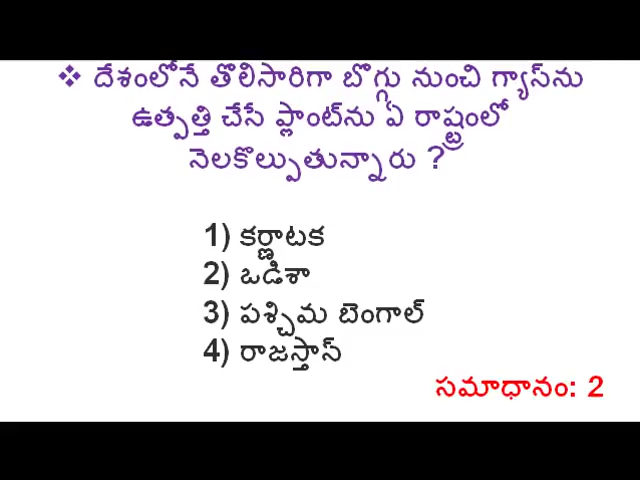 ❖ దేశంలోనే తొలిసారిగా బొగ్గు నుంచి గ్యాస్‌ను
ఉత్పత్తి చేసే ప్లాంట్‌ను ఏ రాష్ట్రంలో
నెలకొల్పుతున్నారు ?
1) కర్ణాటక
2) ఒడిశా
3) పశ్చిమ బెంగాల్
4) రాజస్తాస్
సమాధానం: 2